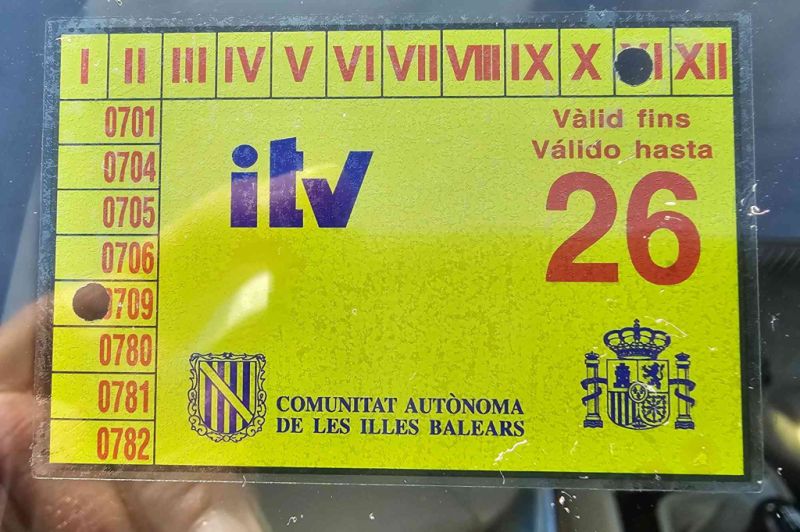 I II III IV V VI VII VIII IX X XI XII
0701
0704
0705
0706
0709
0780
0781
0782
itv
Vàlid fins
Válido hasta
26
COMUNITAT AUTÒNOMA
DE LES ILLES BALEARS